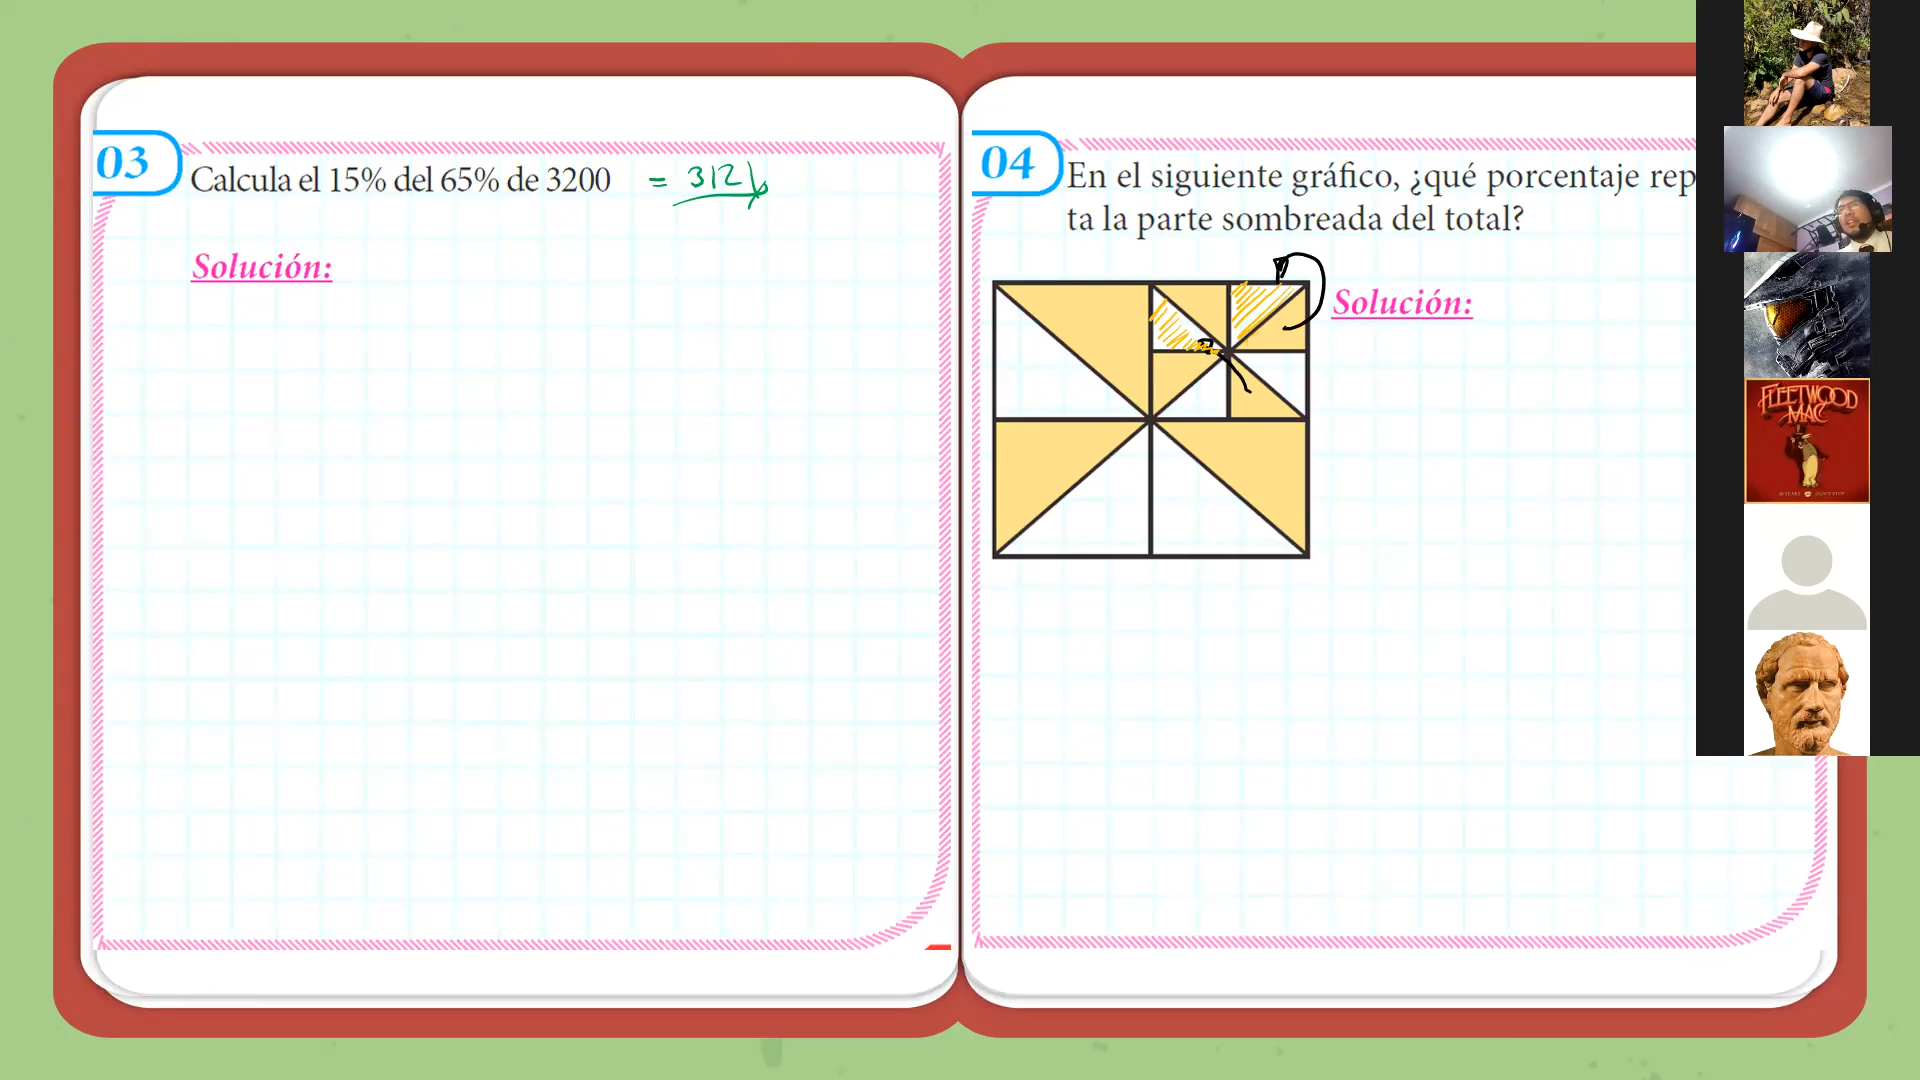 03
Calcula el 15% del 65% de 3200 = 312
Solución:
04
En el siguiente gráfico, ¿qué porcentaje rep
ta la parte sombreada del total?
Solución:
FLEETWOOD
MAC